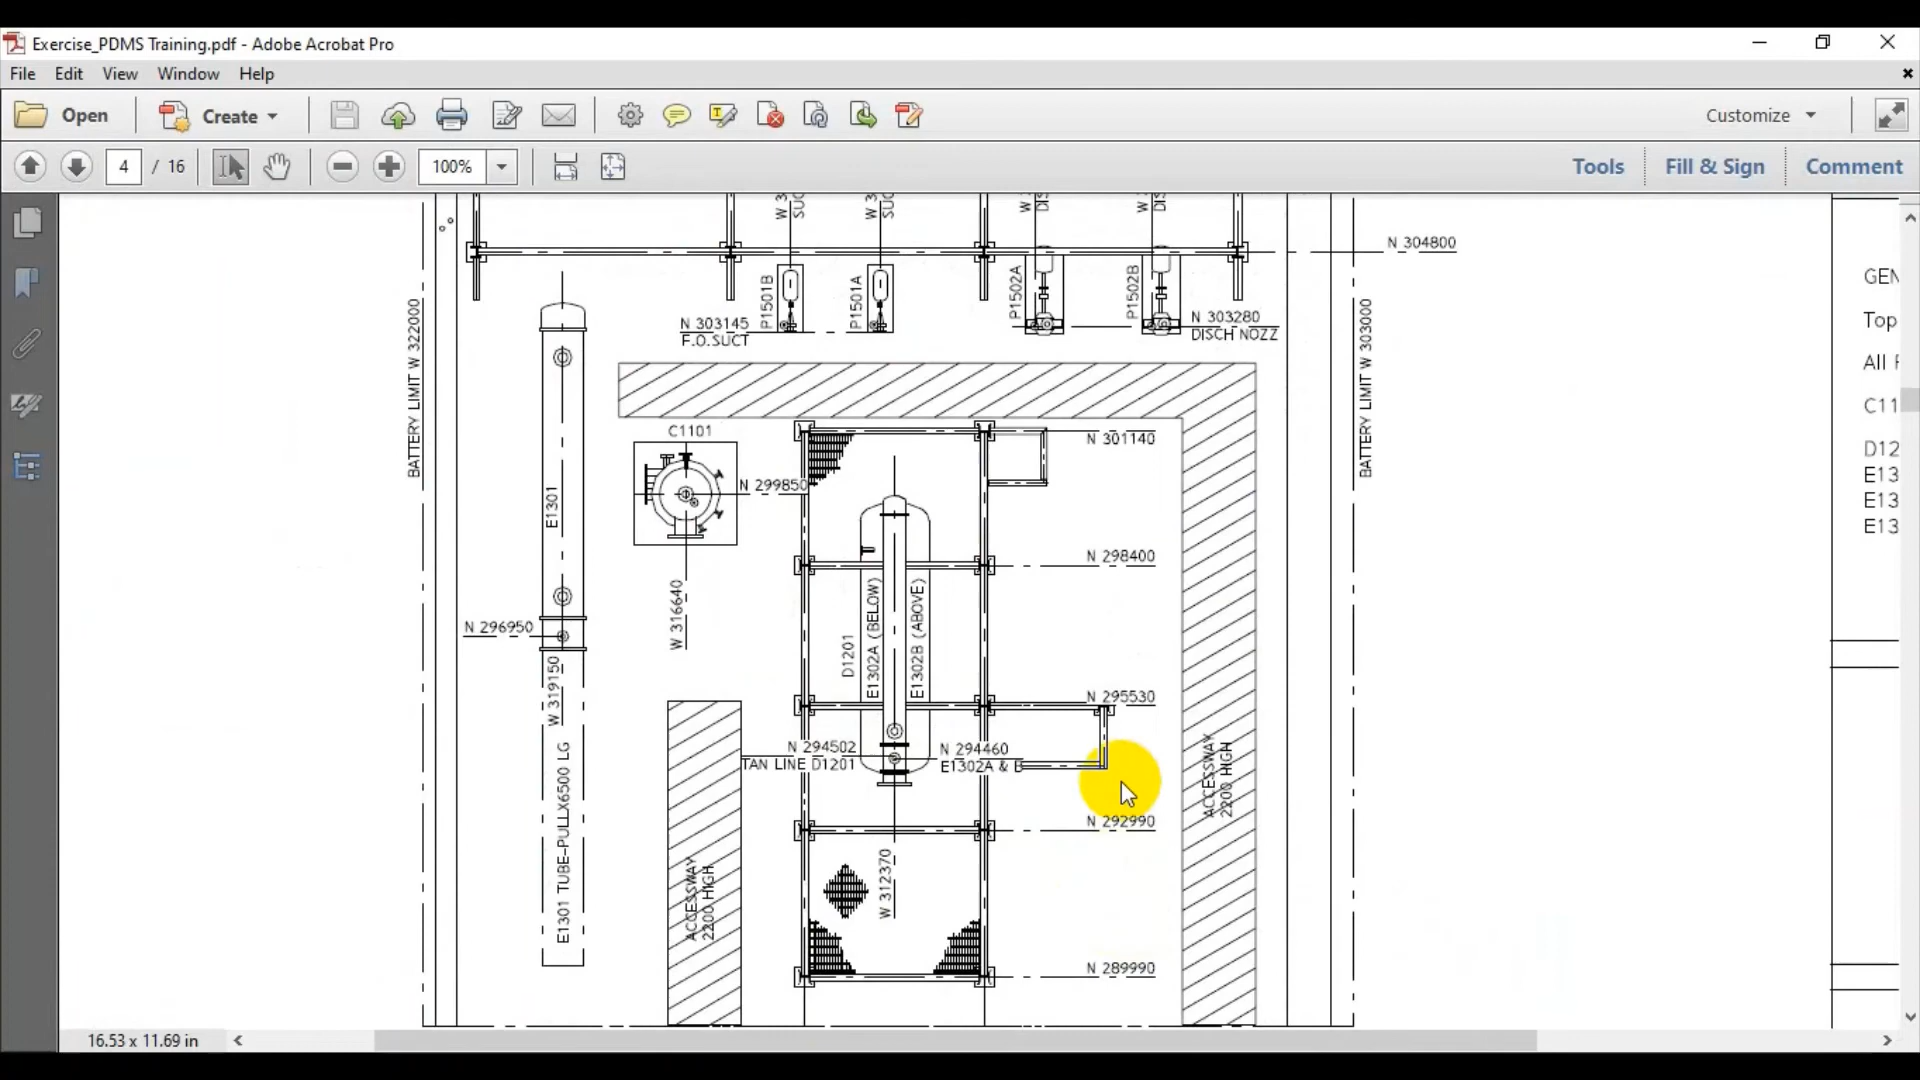 Exercise_PDMS Training.pdf - Adobe Acrobat Pro
File Edit View Window Help
Open Create Customize
4 / 16 100% Tools Fill & Sign Comment
N 304800
P1501B
P1501A
P1502A
P1502B
N 303145
F.O.SUCT
N 303280
DISCH NOZZ
BATTERY LIMIT W 322000
BATTERY LIMIT W 303000
GEN
Top
All
C11
D12
E13
E13
E13
C1101
N 301140
N 299850
E1301
N 298400
W 316640
D1201
E1302A (BELOW)
E1302B (ABOVE)
N 296950
W 319150
N 295530
N 294502
TAN LINE D1201
N 294460
E1302A & B
N 292990
ACCESSWAY
2200 HIGH
E1301 TUBE-PULLX6500 LG
ACCESSWAY
2200 HIGH
W 312370
N 289990
16.53 x 11.69 in